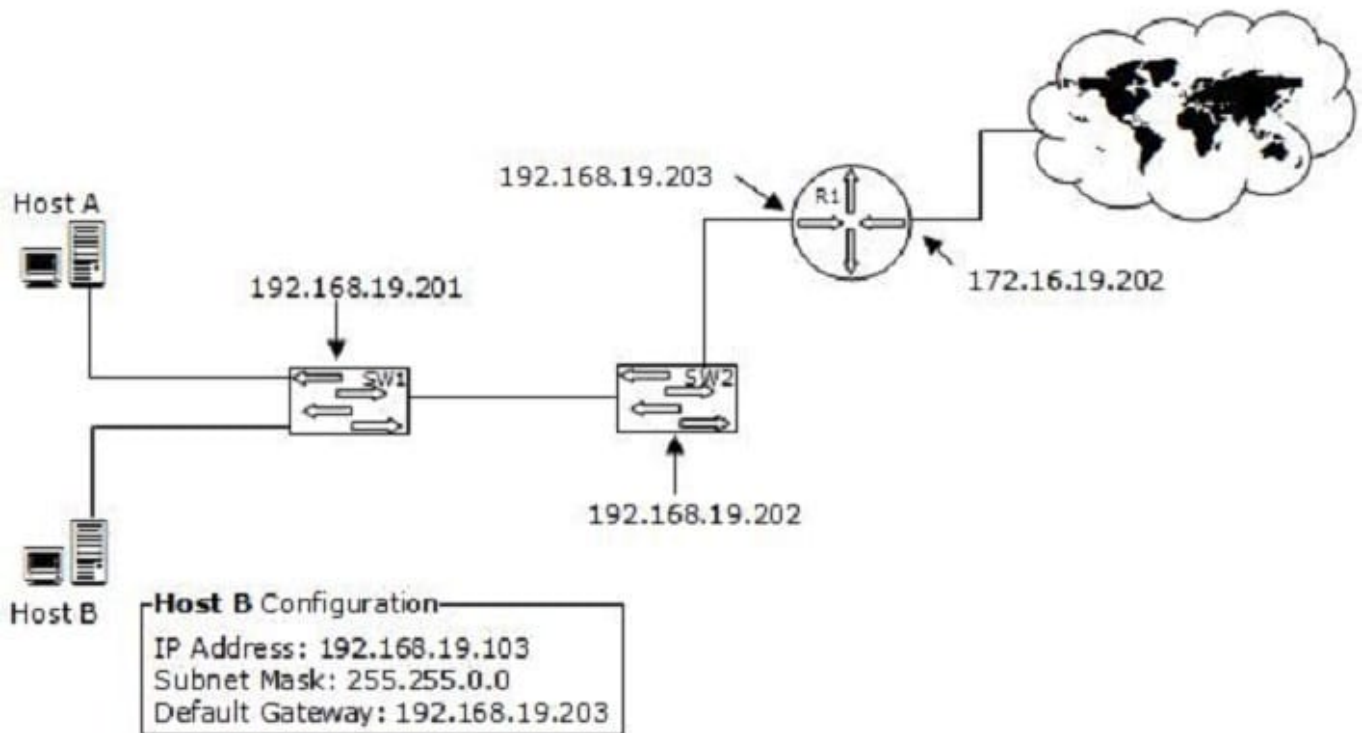 192.168.19.203
R1
Host A
192.168.19.201
172.16.19.202
SW1
SW2
192.168.19.202
Host B
Host B Configuration
IP Address: 192.168.19.103
Subnet Mask: 255.255.0.0
Default Gateway: 192.168.19.203